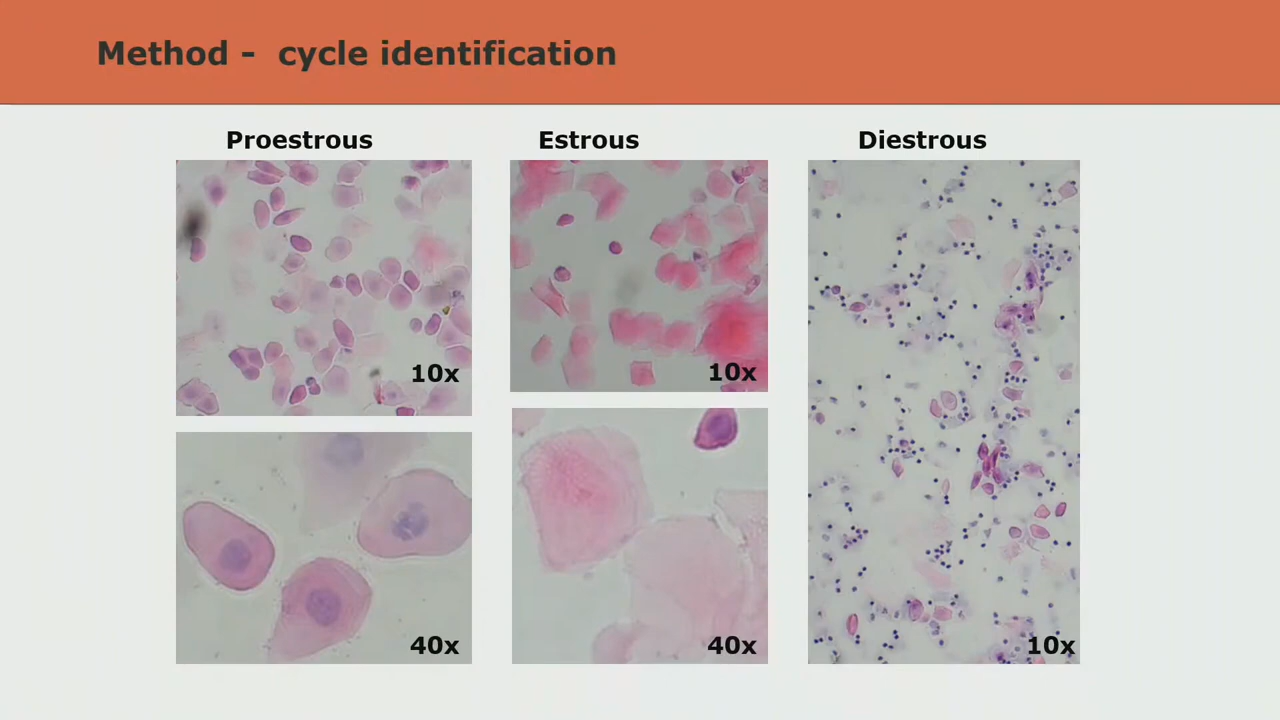 Method -  cycle identification
Proestrous
Estrous
Diestrous
10x
10x
40x
40x
10x